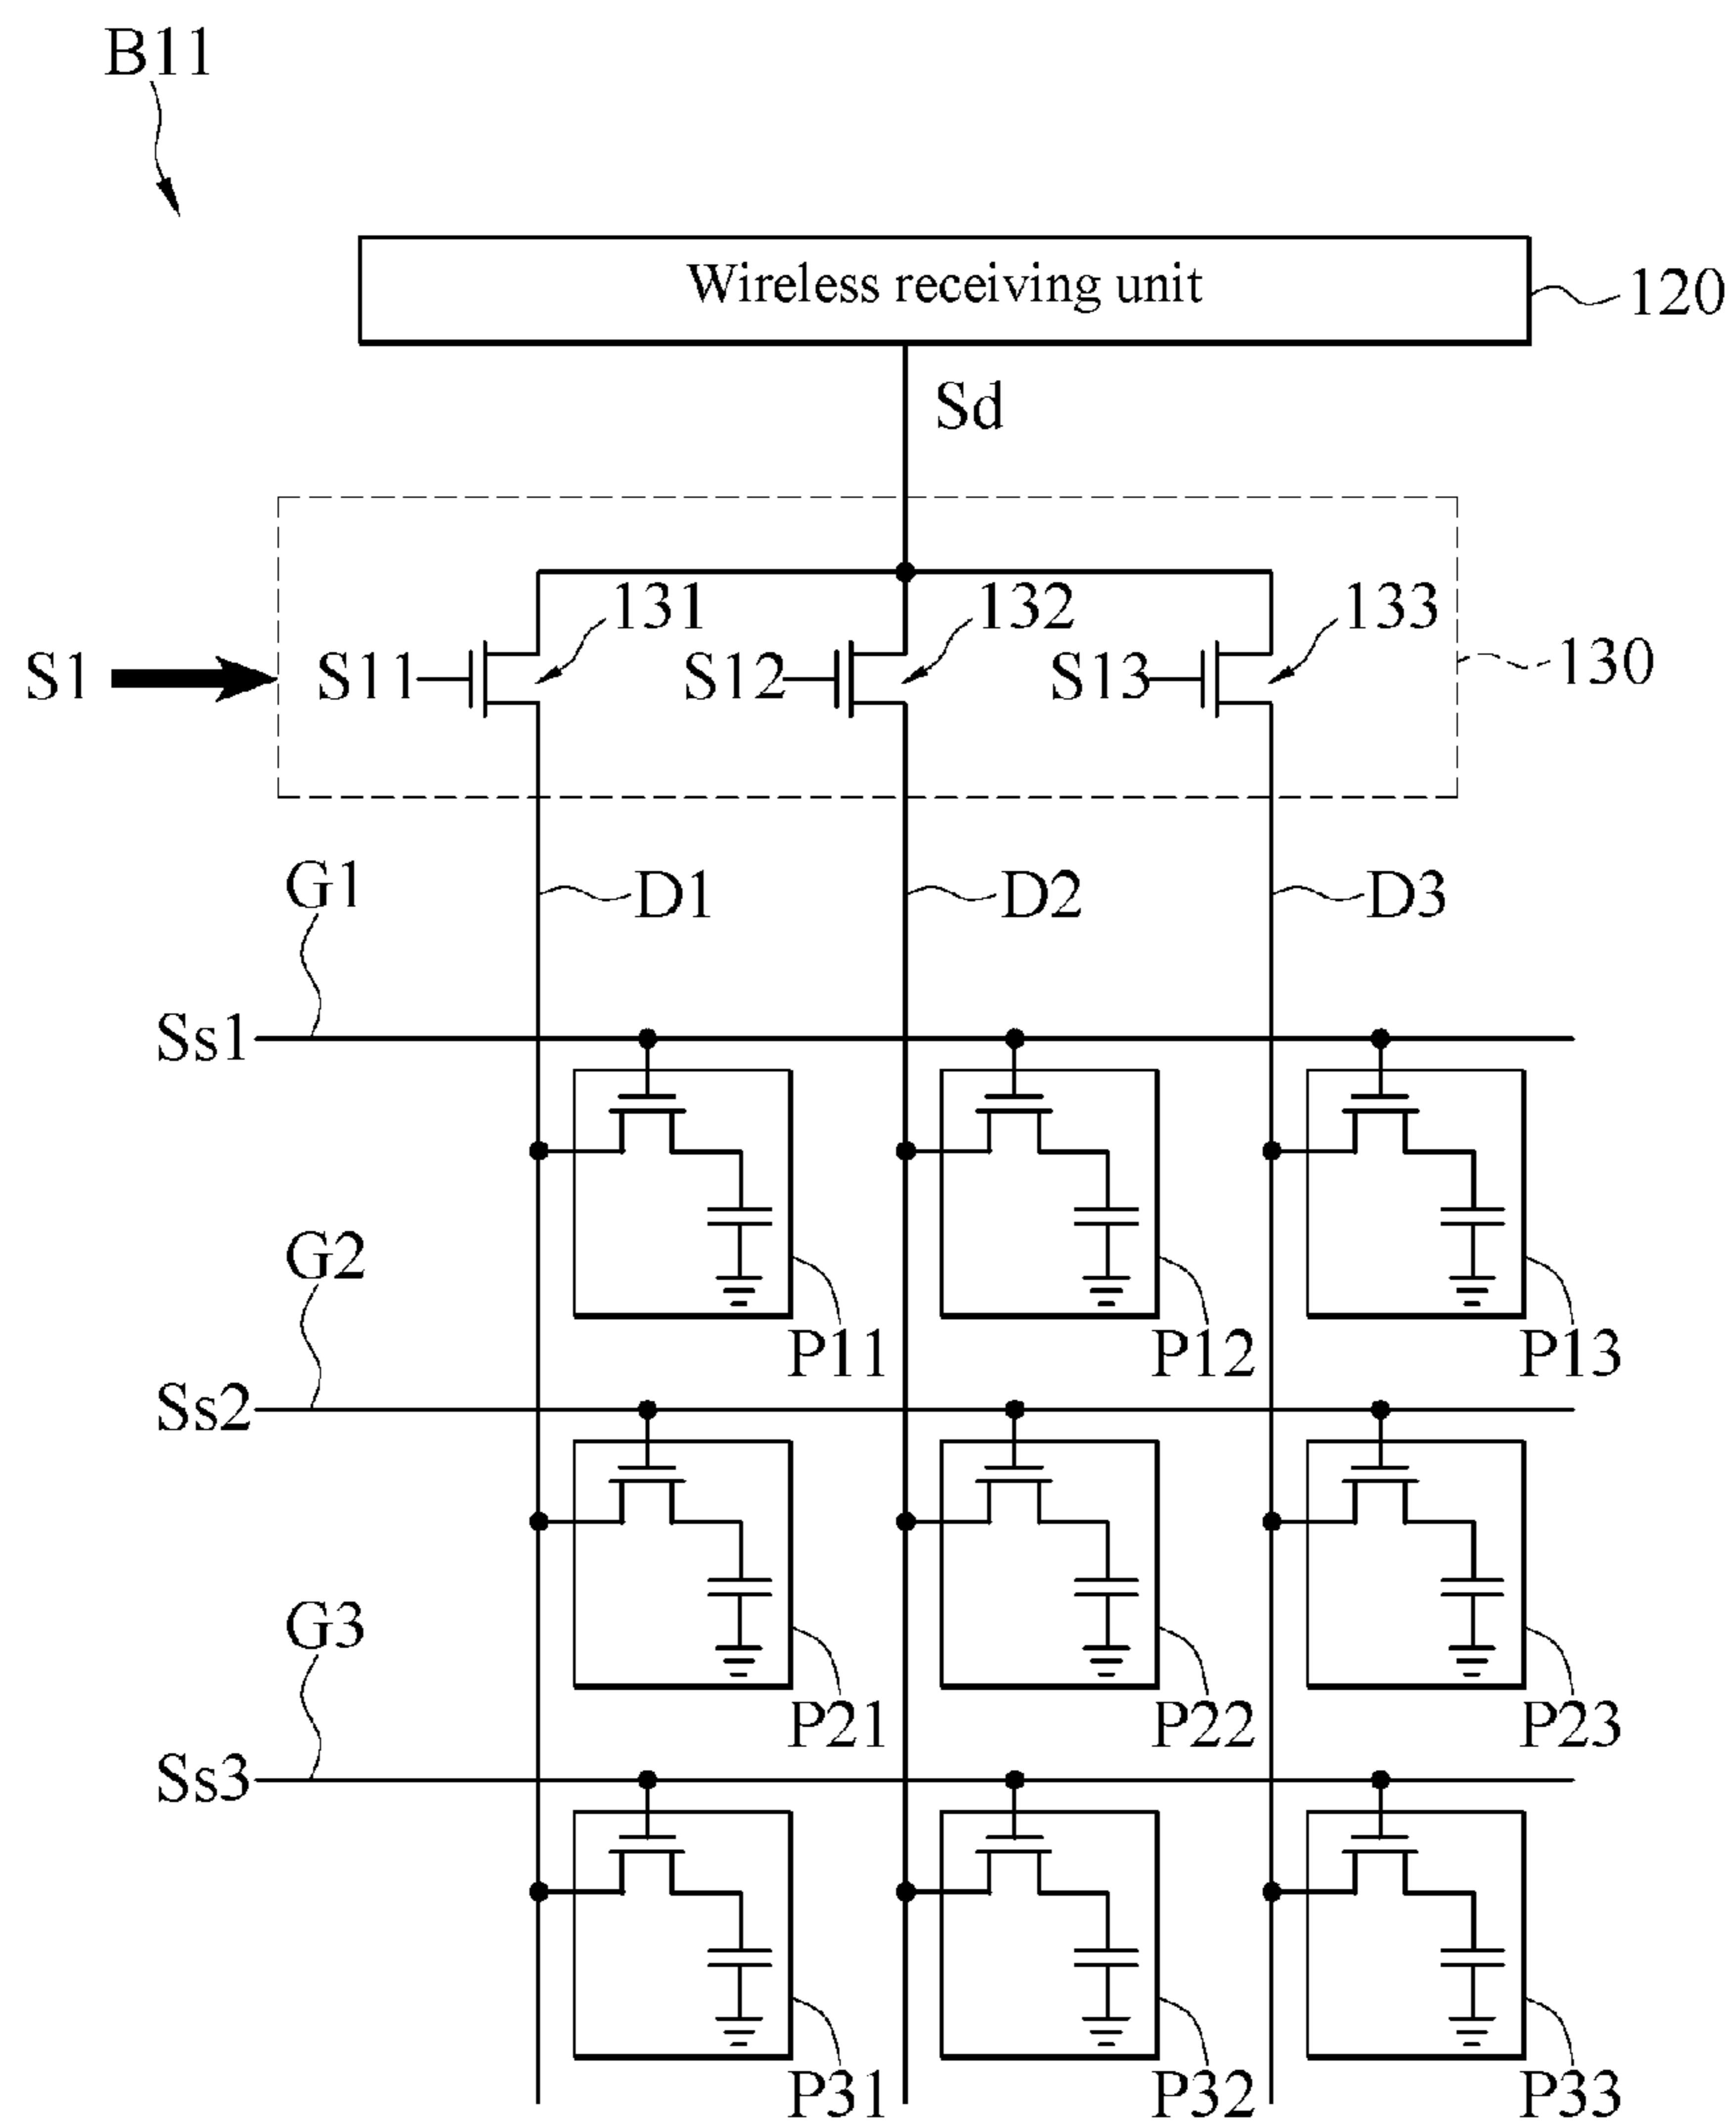 B11
Wireless receiving unit
120
Sd
131 132 133
S1 S11 S12 S13 130
G1 D1 D2 D3
Ss1
P11 P12 P13
G2
Ss2
P21 P22 P23
G3
Ss3
P31 P32 P33